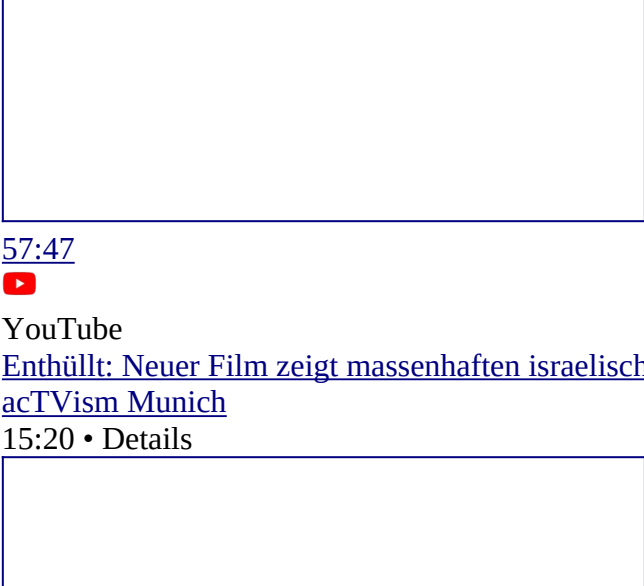 57:47
YouTube
Enthüllt: Neuer Film zeigt massenhaften israelisch
acTVism Munich
15:20 • Details